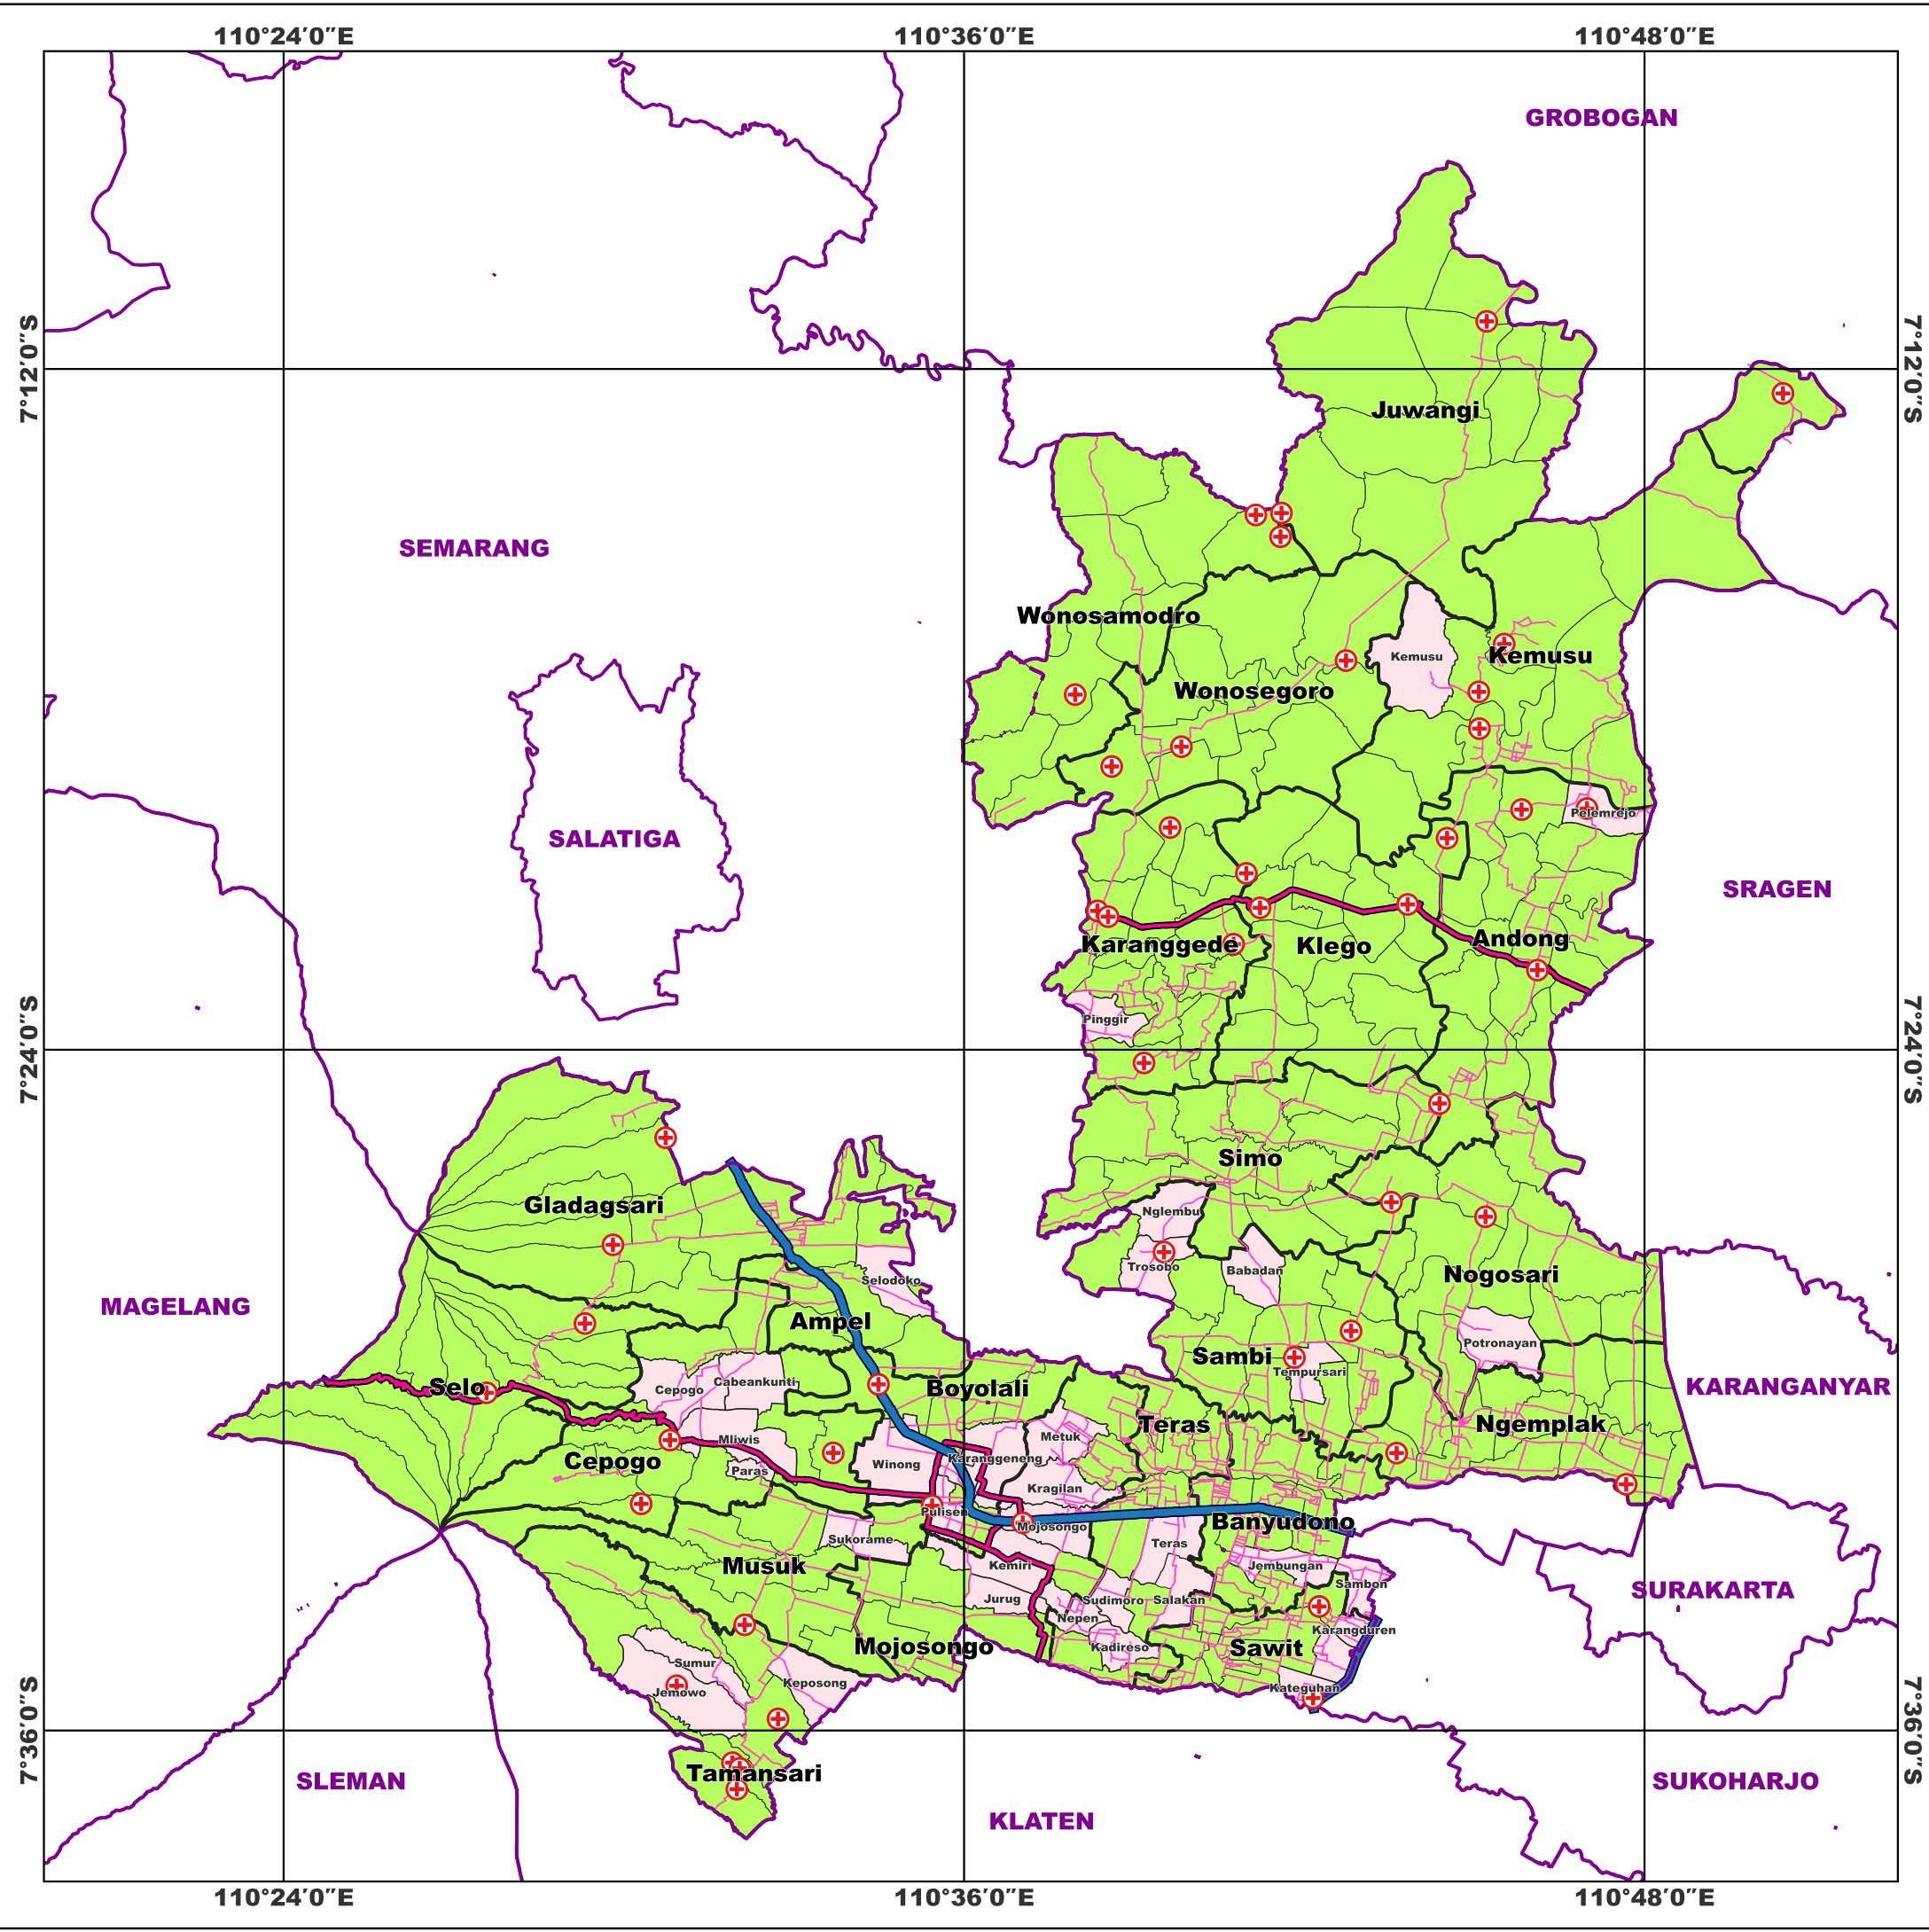 110°24′0″E
110°36′0″E
110°48′0″E
GROBOGAN
7°12′0″S
7°12′0″S
Juwangi
SEMARANG
Wonosamodro
Kemusu
Kemusu
Wonosegoro
Pelemrejo
SALATIGA
SRAGEN
Karanggede
Klego
Andong
Pinggir
7°24′0″S
7°24′0″S
Simo
Gladagsari
Nglembu
Trosobo
Babadan
Nogosari
Selodoko
MAGELANG
Ampel
Potronayan
Sambi
Tempursari
Selo
Cepogo
Cabeankunti
Boyolali
KARANGANYAR
Teras
Ngemplak
Metuk
Mliwis
Karanggeneng
Cepogo
Winong
Paras
Kragilan
Pulisen
Mojosongo
Banyudono
Sukorame
Teras
Musuk
Kemiri
Jembungan
Sambon
SURAKARTA
Jurug
Sudimoro
Salakan
Nepen
Karangduren
Mojosongo
Kadireso
Sawit
Sumur
Keposong
Jemowo
Kateguhan
7°36′0″S
7°36′0″S
Tamansari
SLEMAN
SUKOHARJO
KLATEN
110°24′0″E
110°36′0″E
110°48′0″E